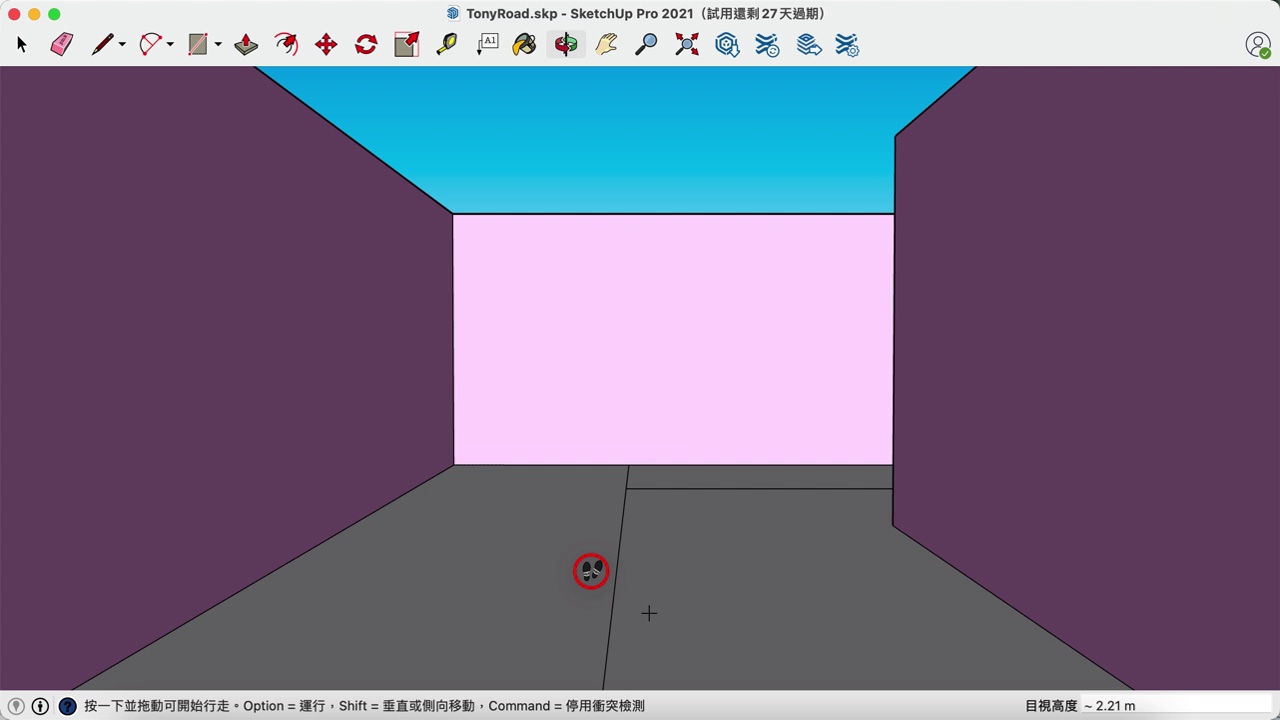 TonyRoad.skp - SketchUp Pro 2021（試用還剩 27 天過期）
A1
按一下並拖動可開始行走。Option = 運行，Shift = 垂直或側向移動，Command = 停用衝突檢測
目視高度 ~ 2.21 m